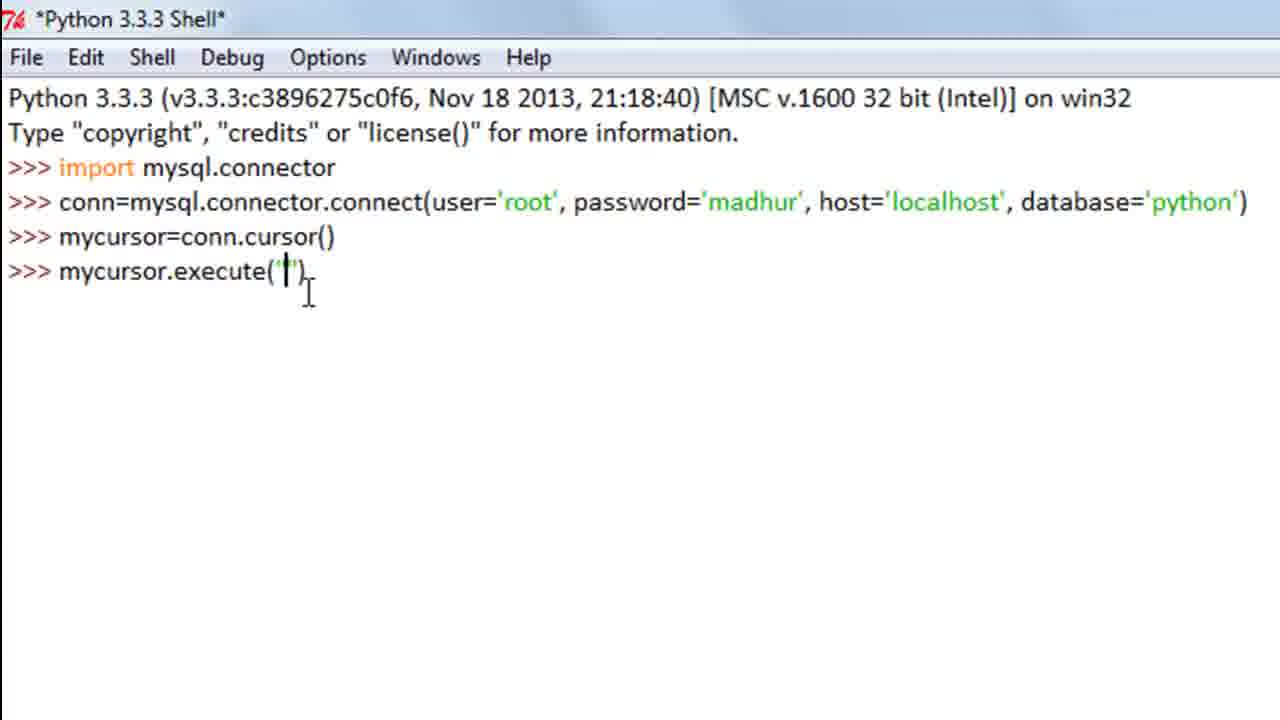 *Python 3.3.3 Shell*
File Edit Shell Debug Options Windows Help
Python 3.3.3 (v3.3.3:c3896275c0f6, Nov 18 2013, 21:18:40) [MSC v.1600 32 bit (Intel)] on win32
Type "copyright", "credits" or "license()" for more information.
>>> import mysql.connector
>>> conn=mysql.connector.connect(user='root', password='madhur', host='localhost', database='python')
>>> mycursor=conn.cursor()
>>> mycursor.execute('')